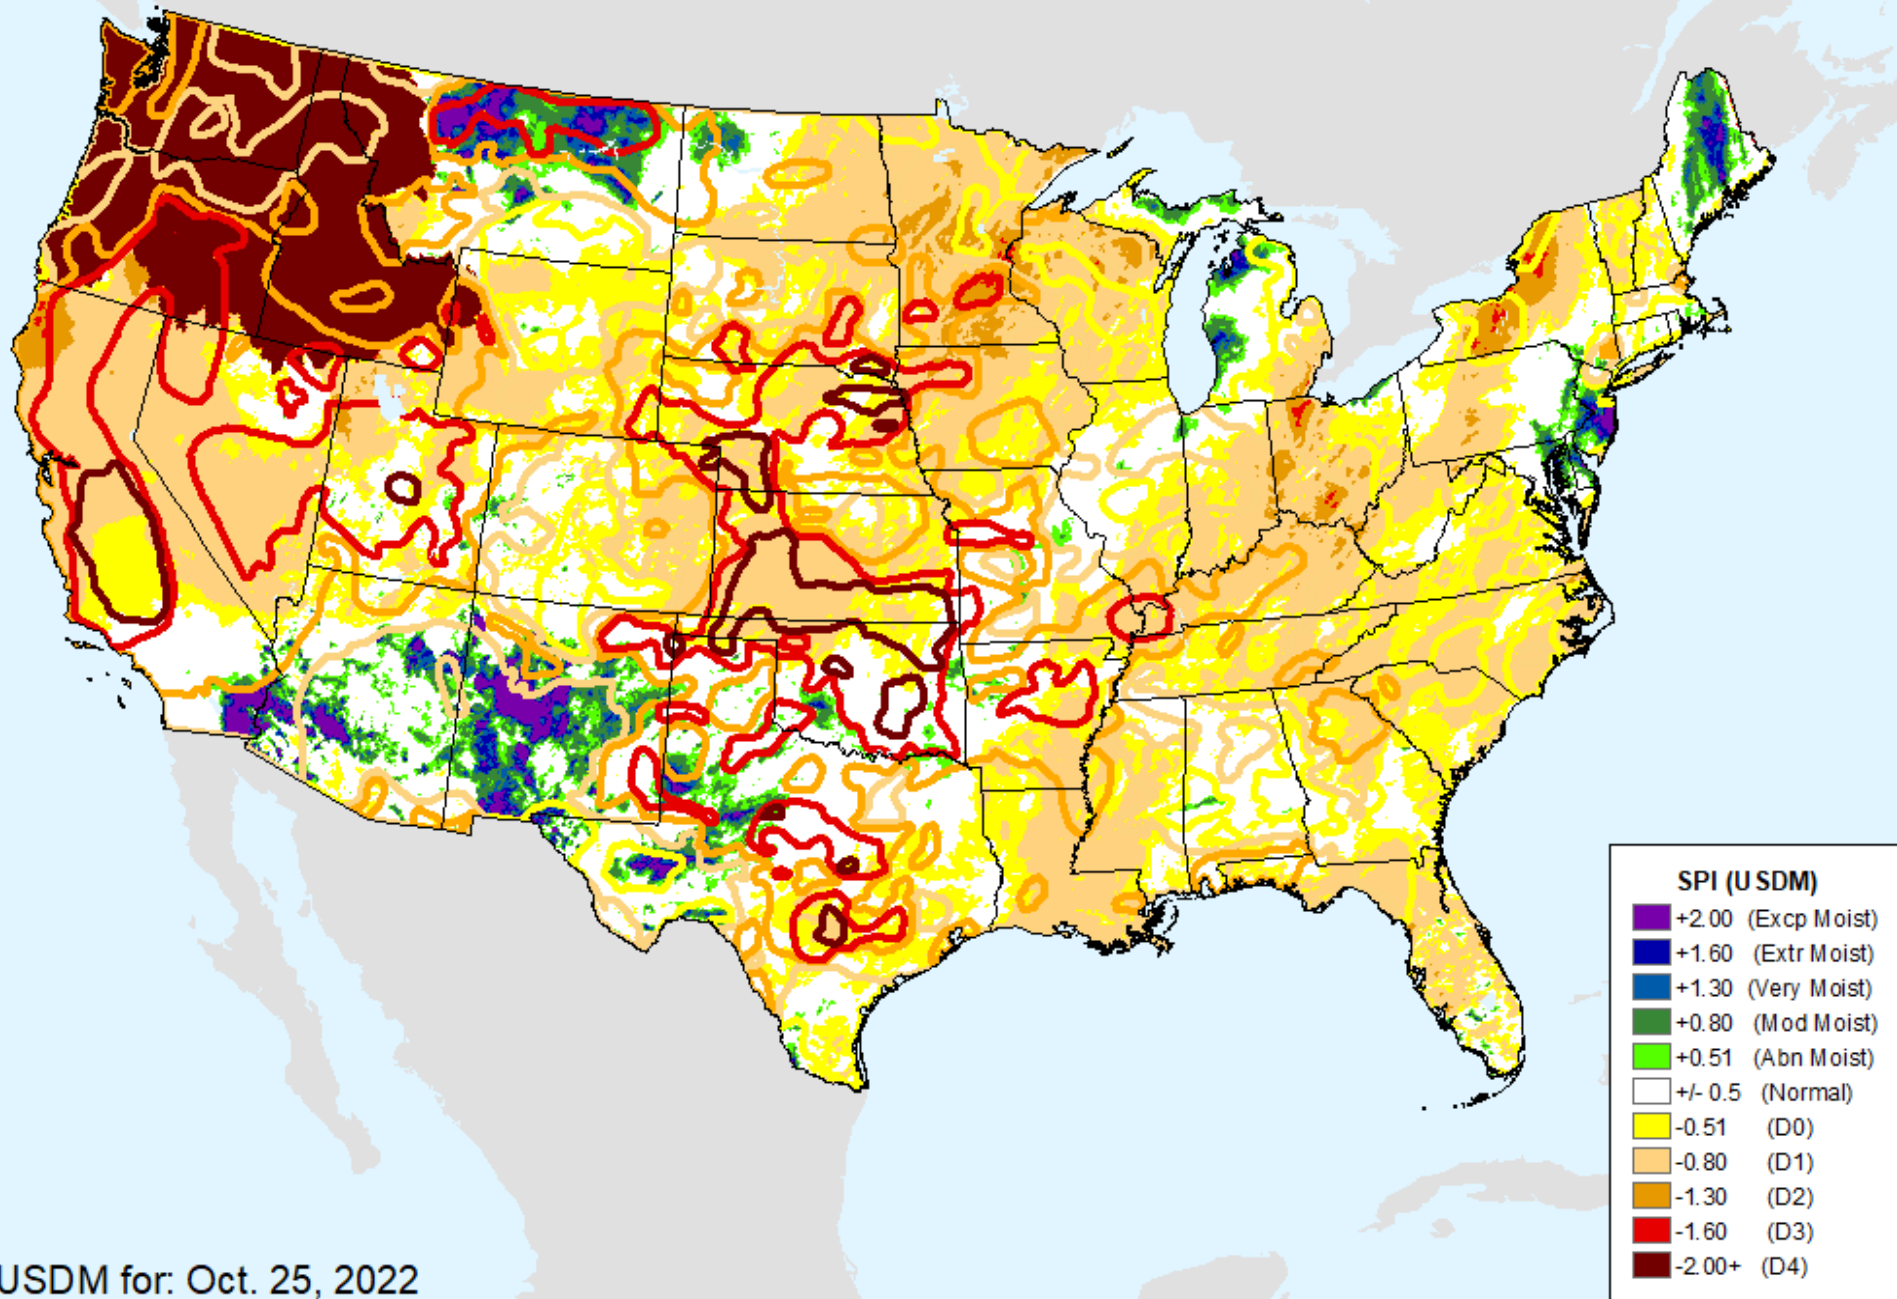 SPI (USDM)
+2.00 (Excp Moist)
+1.60 (Extr Moist)
+1.30 (Very Moist)
+0.80 (Mod Moist)
+0.51 (Abn Moist)
+/- 0.5 (Normal)
-0.51 (D0)
-0.80 (D1)
-1.30 (D2)
-1.60 (D3)
-2.00+ (D4)
USDM for: Oct. 25, 2022